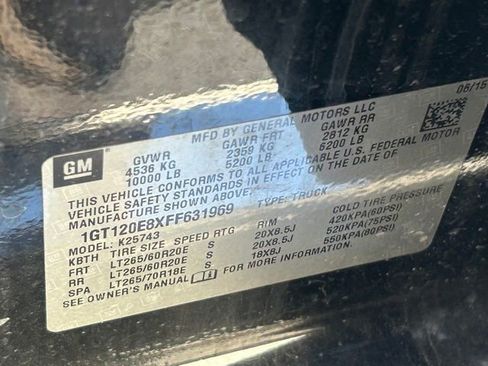 MFD BY GENERAL MOTORS LLC 06/15
GM
GVWR GAWR FRT GAWR RR
4536 KG 2359 KG 2812 KG
10000 LB 5200 LB 6200 LB
THIS VEHICLE CONFORMS TO ALL APPLICABLE U.S. FEDERAL MOTOR
VEHICLE SAFETY STANDARDS IN EFFECT ON THE DATE OF
MANUFACTURE SHOWN ABOVE.
1GT120E8XFF631969 TYPE: TRUCK
MODEL: K25743
KBTH TIRE SIZE SPEED RTG RIM COLD TIRE PRESSURE
FRT LT265/60R20E S 20X8.5J 420KPA(60PSI)
RR LT265/60R20E S 20X8.5J 520KPA(75PSI)
SPA LT265/70R18E S 18X8J 550KPA(80PSI)
SEE OWNER'S MANUAL